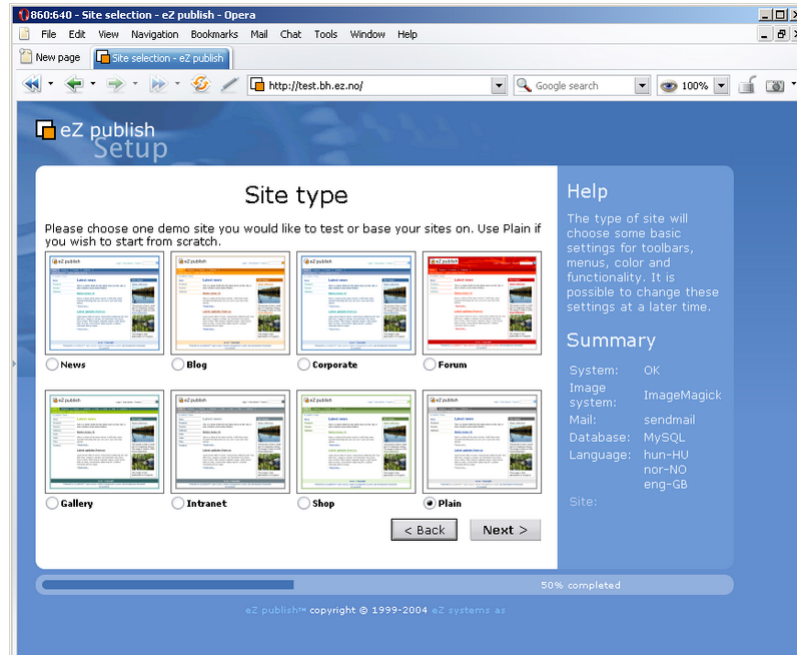 860:640 - Site selection - eZ publish - Opera
File Edit View Navigation Bookmarks Mail Chat Tools Window Help
New page Site selection - eZ publish
http://test.bh.ez.no/ Google search 100%
eZ publish
Setup
Site type
Please choose one demo site you would like to test or base your sites on. Use Plain if
you wish to start from scratch.
News Blog Corporate Forum
Gallery Intranet Shop Plain
< Back Next >
Help
The type of site will
choose some basic
settings for toolbars,
menus, color and
functionality. It is
possible to change these
settings at a later time.
Summary
System: OK
Image
system: ImageMagick
Mail: sendmail
Database: MySQL
Language: hun-HU
nor-NO
eng-GB
Site:
50% completed
eZ publish™ copyright © 1999-2004 eZ systems as